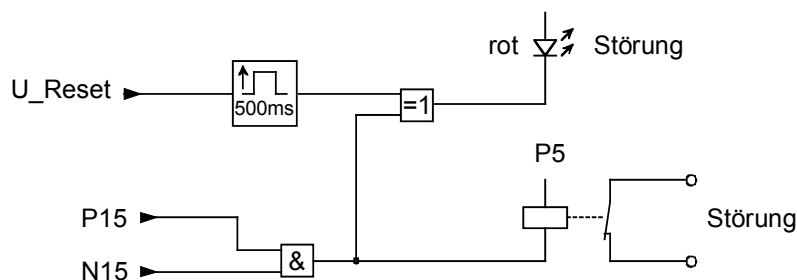 rot Störung
U_Reset
500ms
=1
P5
P15
Störung
N15
&